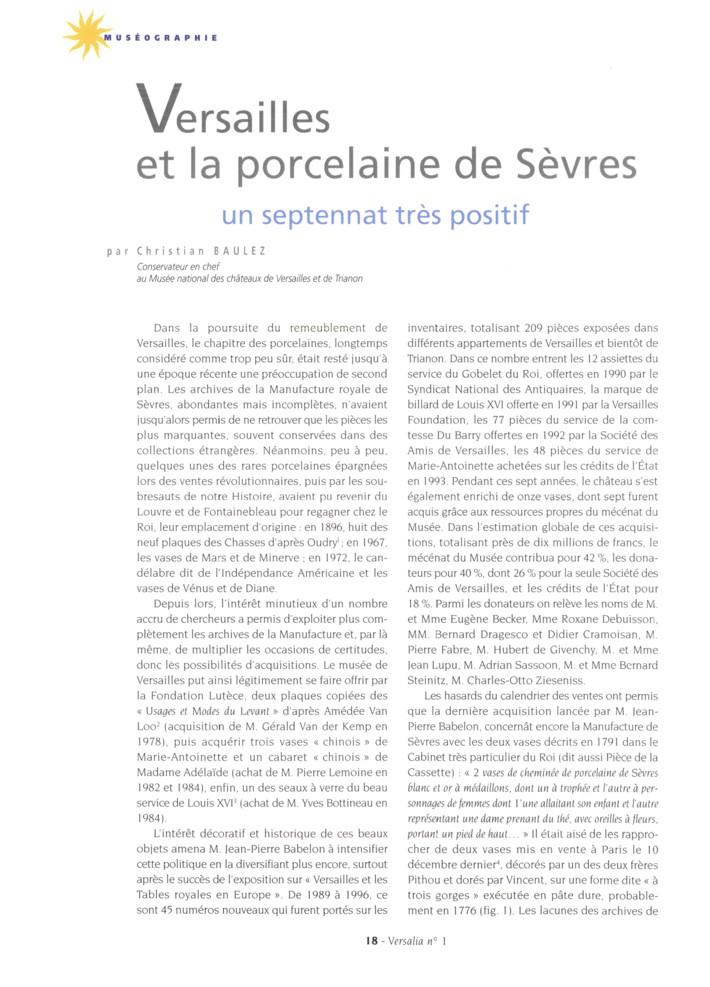 MUSÉOGRAPHIE
Versailles
et la porcelaine de Sèvres
un septennat très positif
par Christian BAULEZ
Conservateur en chef
au Musée national des châteaux de Versailles et de Trianon
Dans la poursuite du remeublement de
Versailles, le chapitre des porcelaines, longtemps
considéré comme trop peu sûr, était resté jusqu'à
une époque récente une préoccupation de second
plan. Les archives de la Manufacture royale de
Sèvres, abondantes mais incomplètes, n'avaient
jusqu'alors permis de ne retrouver que les pièces les
plus marquantes, souvent conservées dans des
collections étrangères. Néanmoins, peu à peu,
quelques unes des rares porcelaines épargnées
lors des ventes révolutionnaires, puis par les sou-
bresauts de notre Histoire, avaient pu revenir du
Louvre et de Fontainebleau pour regagner chez le
Roi, leur emplacement d'origine : en 1896, huit des
neuf plaques des Chasses d'après Oudry¹ ; en 1967,
les vases de Mars et de Minerve ; en 1972, le can-
délabre dit de l'Indépendance Américaine et les
vases de Vénus et de Diane.
Depuis lors, l'intérêt minutieux d'un nombre
accru de chercheurs a permis d'exploiter plus com-
plètement les archives de la Manufacture et, par là
même, de multiplier les occasions de certitudes,
donc les possibilités d'acquisitions. Le musée de
Versailles put ainsi légitimement se faire offrir par
la Fondation Lutèce, deux plaques copiées des
« Usages et Modes du Levant » d'après Amédée Van
Loo² (acquisition de M. Gérald Van der Kemp en
1978), puis acquérir trois vases « chinois » de
Marie-Antoinette et un cabaret « chinois » de
Madame Adélaïde (achat de M. Pierre Lemoine en
1982 et 1984), enfin, un des seaux à verre du beau
service de Louis XVI³ (achat de M. Yves Bottineau en
1984).
L'intérêt décoratif et historique de ces beaux
objets amena M. Jean-Pierre Babelon à intensifier
cette politique en la diversifiant plus encore, surtout
après le succès de l'exposition sur « Versailles et les
Tables royales en Europe ». De 1989 à 1996, ce
sont 45 numéros nouveaux qui furent portés sur les
inventaires, totalisant 209 pièces exposées dans
différents appartements de Versailles et bientôt de
Trianon. Dans ce nombre entrent les 12 assiettes du
service du Gobelet du Roi, offertes en 1990 par le
Syndicat National des Antiquaires, la marque de
billard de Louis XVI offerte en 1991 par la Versailles
Foundation, les 77 pièces du service de la com-
tesse Du Barry offertes en 1992 par la Société des
Amis de Versailles, les 48 pièces du service de
Marie-Antoinette achetées sur les crédits de l'État
en 1993. Pendant ces sept années, le château s'est
également enrichi de onze vases, dont sept furent
acquis grâce aux ressources propres du mécénat du
Musée. Dans l'estimation globale de ces acquisi-
tions, totalisant près de dix millions de francs, le
mécénat du Musée contribua pour 42 %, les dona-
teurs pour 40 %, dont 26 % pour la seule Société des
Amis de Versailles, et les crédits de l'État pour
18 %. Parmi les donateurs on relève les noms de M.
et Mme Eugène Becker, Mme Roxane Debuisson,
MM. Bernard Dragesco et Didier Cramoisan, M.
Pierre Fabre, M. Hubert de Givenchy, M. et Mme
Jean Lupu, M. Adrian Sassoon, M. et Mme Bernard
Steinitz, M. Charles-Otto Zieseniss.
Les hasards du calendrier des ventes ont permis
que la dernière acquisition lancée par M. Jean-
Pierre Babelon, concernât encore la Manufacture de
Sèvres avec les deux vases décrits en 1791 dans le
Cabinet très particulier du Roi (dit aussi Pièce de la
Cassette) : « 2 vases de cheminée de porcelaine de Sèvres
blanc et or à médaillons, dont un à trophée et l'autre à per-
sonnages de femmes dont l'une allaitant son enfant et l'autre
représentant une dame prenant du thé, avec oreilles à fleurs,
portant un pied de haut... » Il était aisé de les rappro-
cher de deux vases mis en vente à Paris le 10
décembre dernier⁴, décorés par un des deux frères
Pithou et dorés par Vincent, sur une forme dite « à
trois gorges » exécutée en pâte dure, probable-
ment en 1776 (fig. 1). Les lacunes des archives de
18 - Versalia n° 1